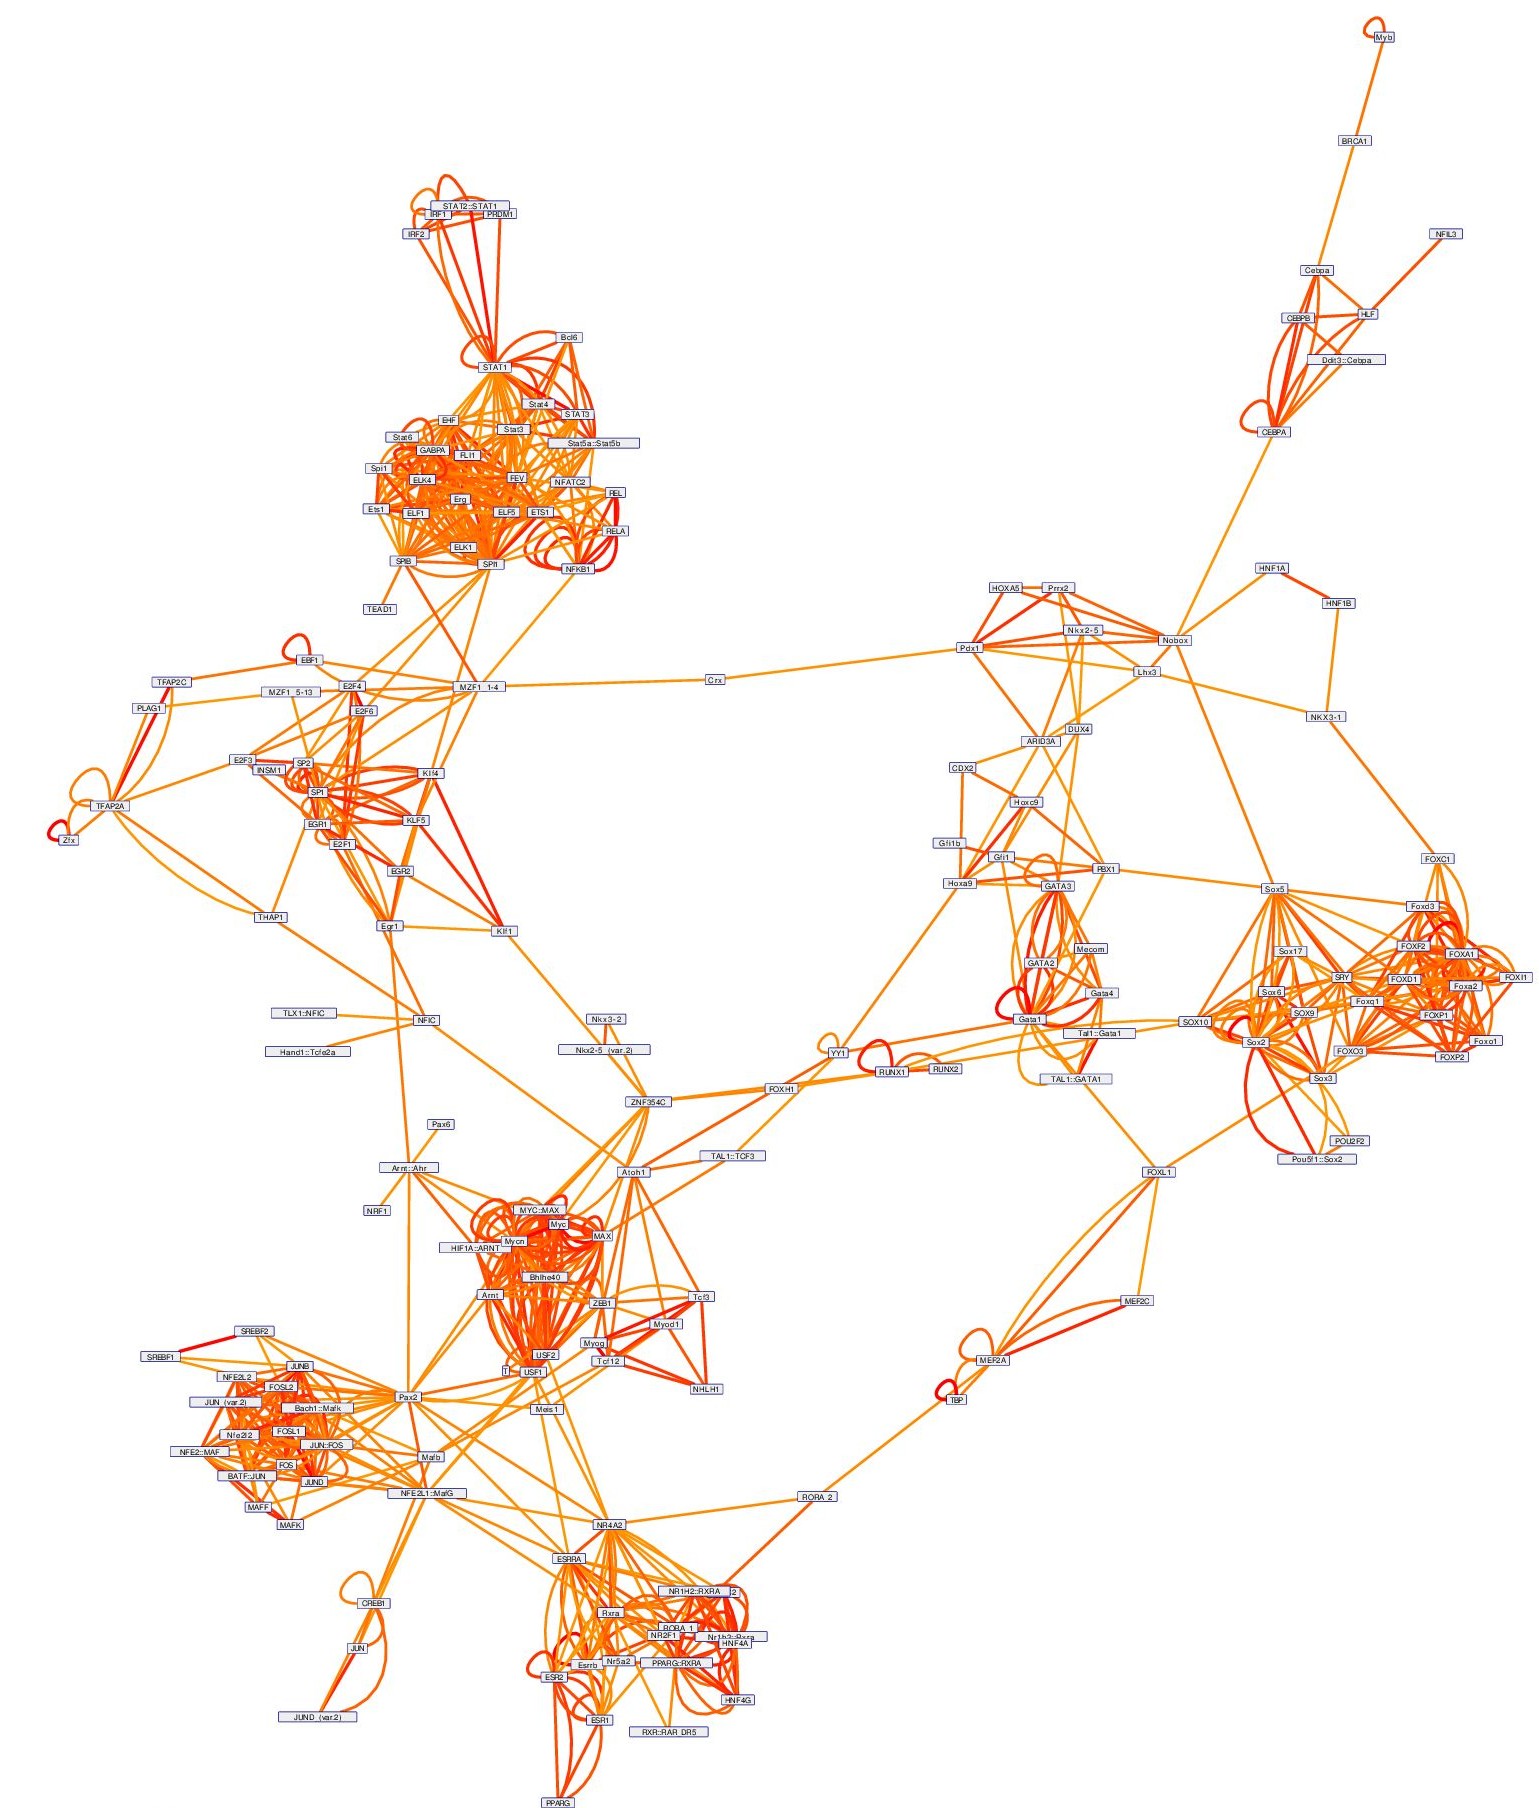 Myb
BRCA1
STAT2::STAT1
IRF1
PRDM1
IRF2
NFIL3
Cebpa
HLF
CEBPB
Bcl6
Ddit3::Cebpa
STAT1
Stat4
STAT3
EHF
Stat3
CEBPA
Stat6
Stat5a::Stat5b
GABPA
FLI1
Spi1
ELK4
FEV
NFATC2
REL
Erg
Ets1
ELF1
ELF5
ETS1
RELA
ELK1
SPIB
SPI1
NFKB1
HNF1A
HOXA5
Prrx2
HNF1B
TEAD1
Nkx2-5
Nobox
Pdx1
EBF1
Lhx3
TFAP2C
Crx
E2F4
MZF1_1-4
MZF1_5-13
PLAG1
E2F6
NKX3-1
DUX4
ARID3A
E2F3
SP2
INSM1
CDX2
Klf4
SP1
TFAP2A
Hoxc9
EGR1
KLF5
Zfx
E2F1
Gfi1b
Gfi1
FOXC1
EGR2
PBX1
Hoxa9
GATA3
Sox5
Foxd3
THAP1
Egr1
Klf1
Mecom
FOXF2
Sox17
FOXA1
GATA2
SRY
FOXD1
FOXI1
Foxa2
Sox6
Gata4
Foxq1
TLX1::NFIC
NFIC
Nkx3-2
Gata1
SOX10
SOX9
FOXP1
Tal1::Gata1
Sox2
Foxo1
Hand1::Tcfe2a
Nkx2-5_(var.2)
YY1
FOXO3
FOXP2
RUNX1
RUNX2
TAL1::GATA1
Sox3
FOXH1
ZNF354C
Pax6
POU2F2
TAL1::TCF3
Pou5f1::Sox2
Arnt::Ahr
Atoh1
FOXL1
NRF1
MYC::MAX
Myc
MAX
Mycn
HIF1A::ARNT
Bhlhe40
Arnt
ZEB1
Tcf3
MEF2C
Myod1
SREBF2
Myog
SREBF1
USF2
Tcf12
MEF2A
JUNB
T
USF1
NFE2L2
FOSL2
NHLH1
Pax2
TBP
JUN_(var.2)
Bach1::Mafk
Meis1
FOSL1
Nfe2l2
JUN::FOS
NFE2::MAF
Mafb
FOS
BATF::JUN
JUND
NFE2L1::MafG
RORA_2
MAFF
MAFK
NR4A2
ESRRA
NR1H2::RXRA
CREB1
Rxra
RORA_1
NR2F1
Nr1h3::Rxra
HNF4A
JUN
Esrrb
Nr5a2
PPARG::RXRA
ESR2
HNF4G
JUND_(var.2)
ESR1
RXR::RAR_DR5
PPARG